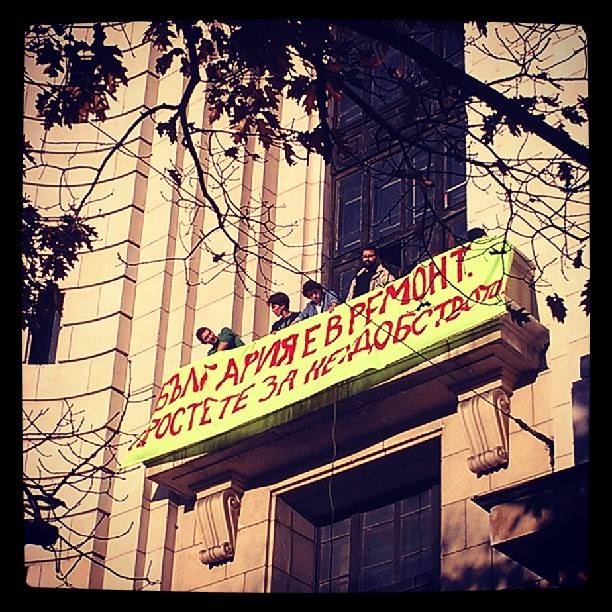 БЪЛГАРИЯ Е В РЕМОНТ.
ПРОСТЕТЕ ЗА НЕУДОБСТВОТО!